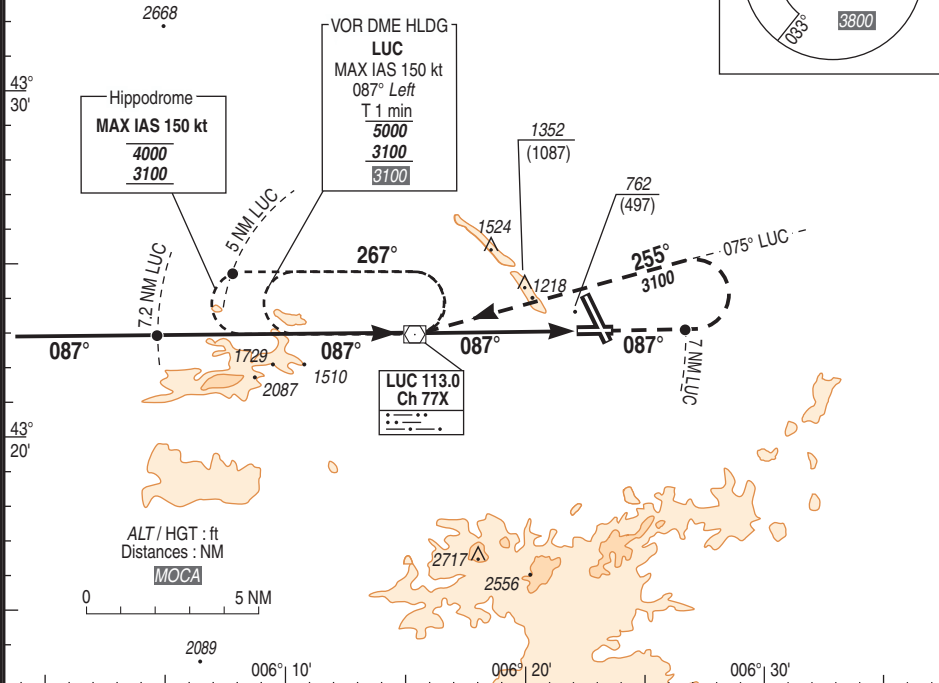 2668
033°
3800
43°
30'
Hippodrome
MAX IAS 150 kt
4000
3100
VOR DME HLDG
LUC
MAX IAS 150 kt
087° Left
T 1 min
5000
3100
3100
1352
(1087)
762
(497)
5 NM LUC
7.2 NM LUC
267°
1524
1218
255°
3100
075° LUC
087°
087°
087°
087°
7 NM LUC
1729
2087
1510
LUC 113.0
Ch 77X
43°
20'
ALT / HGT : ft
Distances : NM
MOCA
0 5 NM
2717
2556
2089
006° 10'
006° 20'
006° 30'